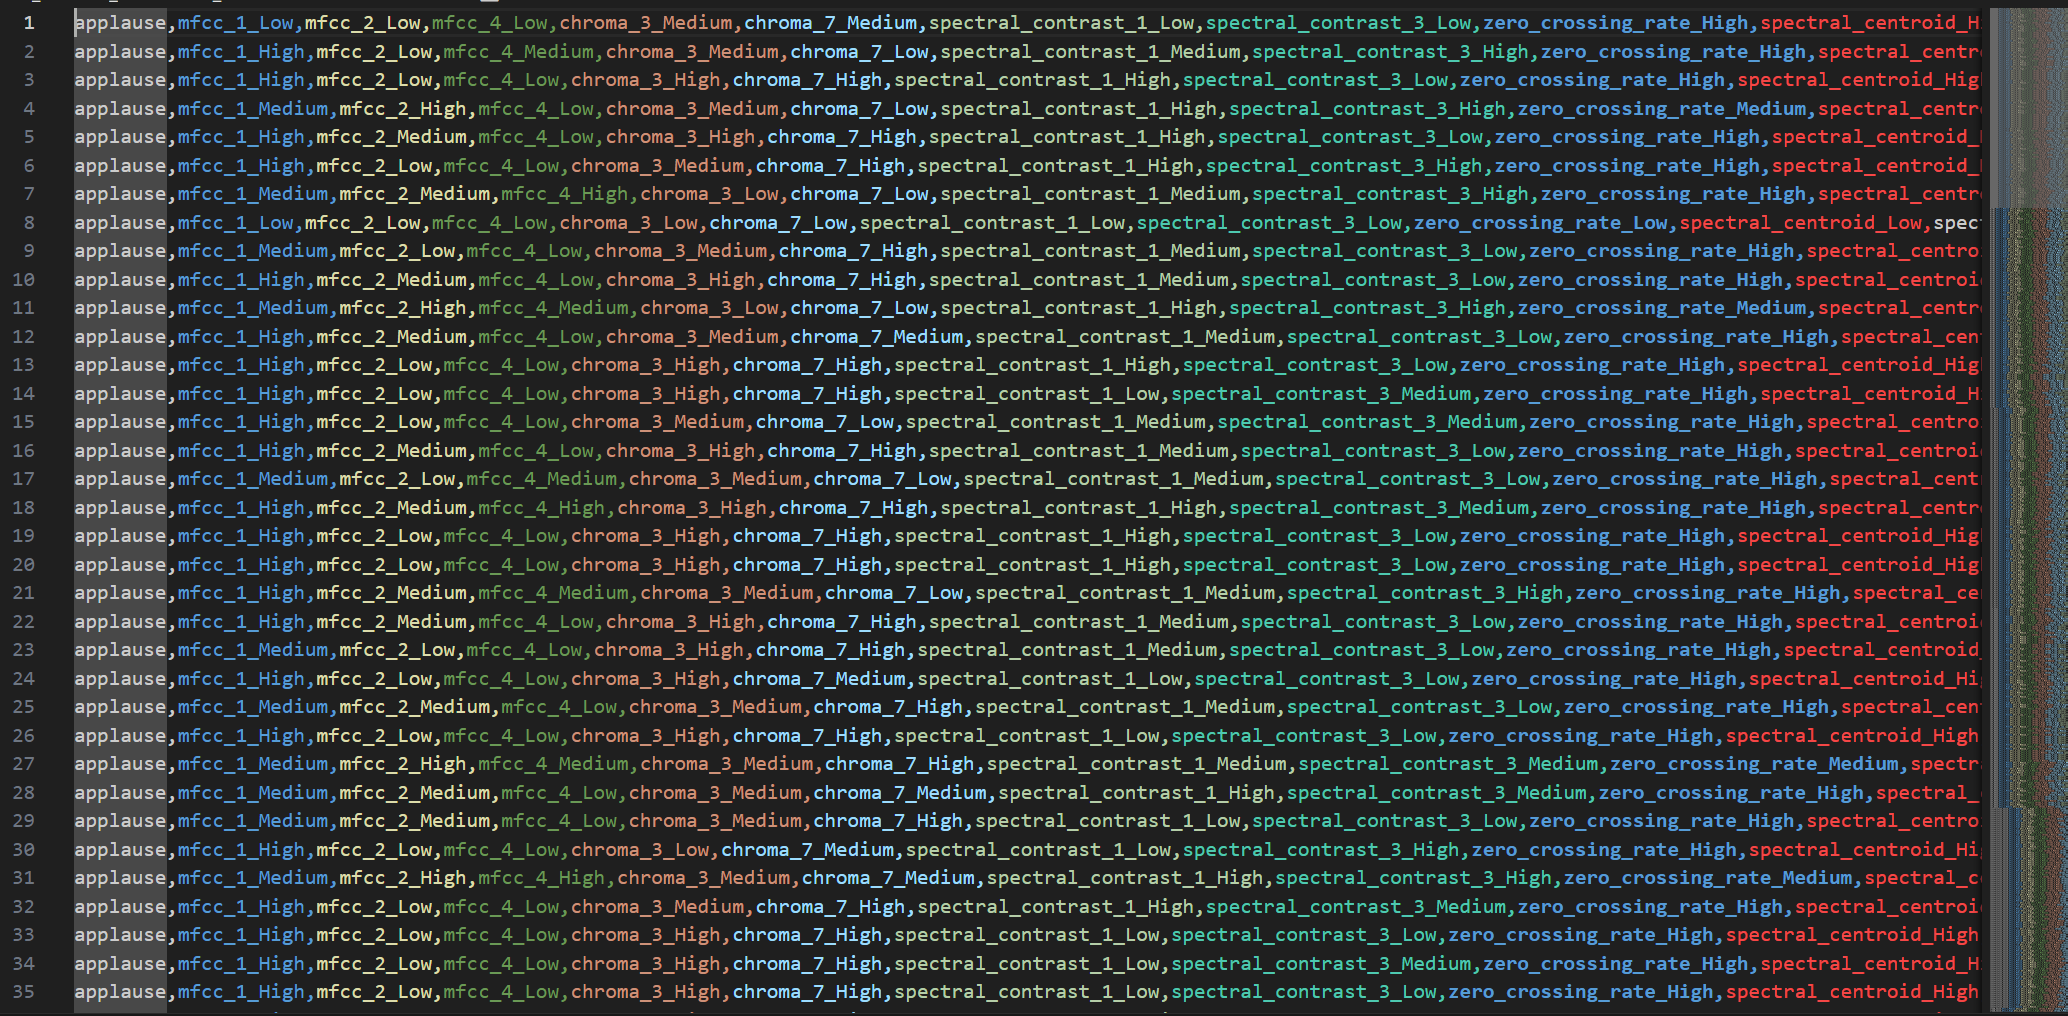 1 applause,mfcc_1_Low,mfcc_2_Low,mfcc_4_Low,chroma_3_Medium,chroma_7_Medium,spectral_contrast_1_Low,spectral_contrast_3_Low,zero_crossing_rate_High,spectral_centroid_H
2 applause,mfcc_1_High,mfcc_2_Low,mfcc_4_Medium,chroma_3_Medium,chroma_7_Low,spectral_contrast_1_Medium,spectral_contrast_3_High,zero_crossing_rate_High,spectral_centr
3 applause,mfcc_1_High,mfcc_2_Low,mfcc_4_Low,chroma_3_High,chroma_7_High,spectral_contrast_1_High,spectral_contrast_3_Low,zero_crossing_rate_High,spectral_centroid_Hig
4 applause,mfcc_1_Medium,mfcc_2_High,mfcc_4_Low,chroma_3_Medium,chroma_7_Low,spectral_contrast_1_High,spectral_contrast_3_High,zero_crossing_rate_Medium,spectral_centr
5 applause,mfcc_1_High,mfcc_2_Medium,mfcc_4_Low,chroma_3_High,chroma_7_High,spectral_contrast_1_High,spectral_contrast_3_Low,zero_crossing_rate_High,spectral_centroid_
6 applause,mfcc_1_High,mfcc_2_Low,mfcc_4_Low,chroma_3_Medium,chroma_7_High,spectral_contrast_1_High,spectral_contrast_3_High,zero_crossing_rate_High,spectral_centroid_
7 applause,mfcc_1_Medium,mfcc_2_Medium,mfcc_4_High,chroma_3_Low,chroma_7_Low,spectral_contrast_1_Medium,spectral_contrast_3_High,zero_crossing_rate_High,spectral_centr
8 applause,mfcc_1_Low,mfcc_2_Low,mfcc_4_Low,chroma_3_Low,chroma_7_Low,spectral_contrast_1_Low,spectral_contrast_3_Low,zero_crossing_rate_Low,spectral_centroid_Low,spec
9 applause,mfcc_1_Medium,mfcc_2_Low,mfcc_4_Low,chroma_3_Medium,chroma_7_High,spectral_contrast_1_Medium,spectral_contrast_3_Low,zero_crossing_rate_High,spectral_centro
10 applause,mfcc_1_High,mfcc_2_Medium,mfcc_4_Low,chroma_3_High,chroma_7_High,spectral_contrast_1_Medium,spectral_contrast_3_Low,zero_crossing_rate_High,spectral_centroi
11 applause,mfcc_1_Medium,mfcc_2_High,mfcc_4_Medium,chroma_3_Low,chroma_7_Low,spectral_contrast_1_High,spectral_contrast_3_High,zero_crossing_rate_Medium,spectral_centr
12 applause,mfcc_1_High,mfcc_2_Medium,mfcc_4_Low,chroma_3_Medium,chroma_7_Medium,spectral_contrast_1_Medium,spectral_contrast_3_Low,zero_crossing_rate_High,spectral_cen
13 applause,mfcc_1_High,mfcc_2_Low,mfcc_4_Low,chroma_3_High,chroma_7_High,spectral_contrast_1_High,spectral_contrast_3_Low,zero_crossing_rate_High,spectral_centroid_Hig
14 applause,mfcc_1_High,mfcc_2_Low,mfcc_4_Low,chroma_3_High,chroma_7_High,spectral_contrast_1_Low,spectral_contrast_3_Medium,zero_crossing_rate_High,spectral_centroid_H
15 applause,mfcc_1_High,mfcc_2_Low,mfcc_4_Low,chroma_3_Medium,chroma_7_Low,spectral_contrast_1_Medium,spectral_contrast_3_Medium,zero_crossing_rate_High,spectral_centro
16 applause,mfcc_1_High,mfcc_2_Medium,mfcc_4_Low,chroma_3_High,chroma_7_High,spectral_contrast_1_Medium,spectral_contrast_3_Low,zero_crossing_rate_High,spectral_centroi
17 applause,mfcc_1_Medium,mfcc_2_Low,mfcc_4_Medium,chroma_3_Medium,chroma_7_Low,spectral_contrast_1_Medium,spectral_contrast_3_Low,zero_crossing_rate_High,spectral_cent
18 applause,mfcc_1_High,mfcc_2_Medium,mfcc_4_High,chroma_3_High,chroma_7_High,spectral_contrast_1_High,spectral_contrast_3_Medium,zero_crossing_rate_High,spectral_centr
19 applause,mfcc_1_High,mfcc_2_Low,mfcc_4_Low,chroma_3_High,chroma_7_High,spectral_contrast_1_High,spectral_contrast_3_Low,zero_crossing_rate_High,spectral_centroid_Hig
20 applause,mfcc_1_High,mfcc_2_Low,mfcc_4_Low,chroma_3_High,chroma_7_High,spectral_contrast_1_High,spectral_contrast_3_Low,zero_crossing_rate_High,spectral_centroid_Hig
21 applause,mfcc_1_High,mfcc_2_Medium,mfcc_4_Medium,chroma_3_Medium,chroma_7_Low,spectral_contrast_1_Medium,spectral_contrast_3_High,zero_crossing_rate_High,spectral_ce
22 applause,mfcc_1_High,mfcc_2_Medium,mfcc_4_Low,chroma_3_High,chroma_7_High,spectral_contrast_1_Medium,spectral_contrast_3_Low,zero_crossing_rate_High,spectral_centroi
23 applause,mfcc_1_Medium,mfcc_2_Low,mfcc_4_Low,chroma_3_High,chroma_7_High,spectral_contrast_1_Medium,spectral_contrast_3_Low,zero_crossing_rate_High,spectral_centroid_
24 applause,mfcc_1_High,mfcc_2_Low,mfcc_4_Low,chroma_3_High,chroma_7_Medium,spectral_contrast_1_Low,spectral_contrast_3_Low,zero_crossing_rate_High,spectral_centroid_Hi
25 applause,mfcc_1_Medium,mfcc_2_Medium,mfcc_4_Low,chroma_3_Medium,chroma_7_High,spectral_contrast_1_Medium,spectral_contrast_3_Low,zero_crossing_rate_High,spectral_cen
26 applause,mfcc_1_High,mfcc_2_Low,mfcc_4_Low,chroma_3_High,chroma_7_High,spectral_contrast_1_Low,spectral_contrast_3_Low,zero_crossing_rate_High,spectral_centroid_High
27 applause,mfcc_1_Medium,mfcc_2_High,mfcc_4_Medium,chroma_3_Medium,chroma_7_High,spectral_contrast_1_Medium,spectral_contrast_3_Medium,zero_crossing_rate_Medium,spectr
28 applause,mfcc_1_Medium,mfcc_2_Medium,mfcc_4_Low,chroma_3_Medium,chroma_7_Medium,spectral_contrast_1_High,spectral_contrast_3_Medium,zero_crossing_rate_High,spectral_
29 applause,mfcc_1_Medium,mfcc_2_Medium,mfcc_4_Low,chroma_3_Medium,chroma_7_High,spectral_contrast_1_Low,spectral_contrast_3_Low,zero_crossing_rate_High,spectral_centro
30 applause,mfcc_1_High,mfcc_2_Low,mfcc_4_Low,chroma_3_Low,chroma_7_Medium,spectral_contrast_1_Low,spectral_contrast_3_High,zero_crossing_rate_High,spectral_centroid_Hi
31 applause,mfcc_1_Medium,mfcc_2_High,mfcc_4_High,chroma_3_Medium,chroma_7_Medium,spectral_contrast_1_High,spectral_contrast_3_High,zero_crossing_rate_Medium,spectral_c
32 applause,mfcc_1_High,mfcc_2_Low,mfcc_4_Low,chroma_3_Medium,chroma_7_High,spectral_contrast_1_High,spectral_contrast_3_Medium,zero_crossing_rate_High,spectral_centroi
33 applause,mfcc_1_High,mfcc_2_Low,mfcc_4_Low,chroma_3_High,chroma_7_High,spectral_contrast_1_Low,spectral_contrast_3_Low,zero_crossing_rate_High,spectral_centroid_High
34 applause,mfcc_1_High,mfcc_2_Low,mfcc_4_Low,chroma_3_High,chroma_7_High,spectral_contrast_1_Low,spectral_contrast_3_Medium,zero_crossing_rate_High,spectral_centroid_H
35 applause,mfcc_1_High,mfcc_2_Low,mfcc_4_Low,chroma_3_High,chroma_7_High,spectral_contrast_1_Low,spectral_contrast_3_Low,zero_crossing_rate_High,spectral_centroid_High